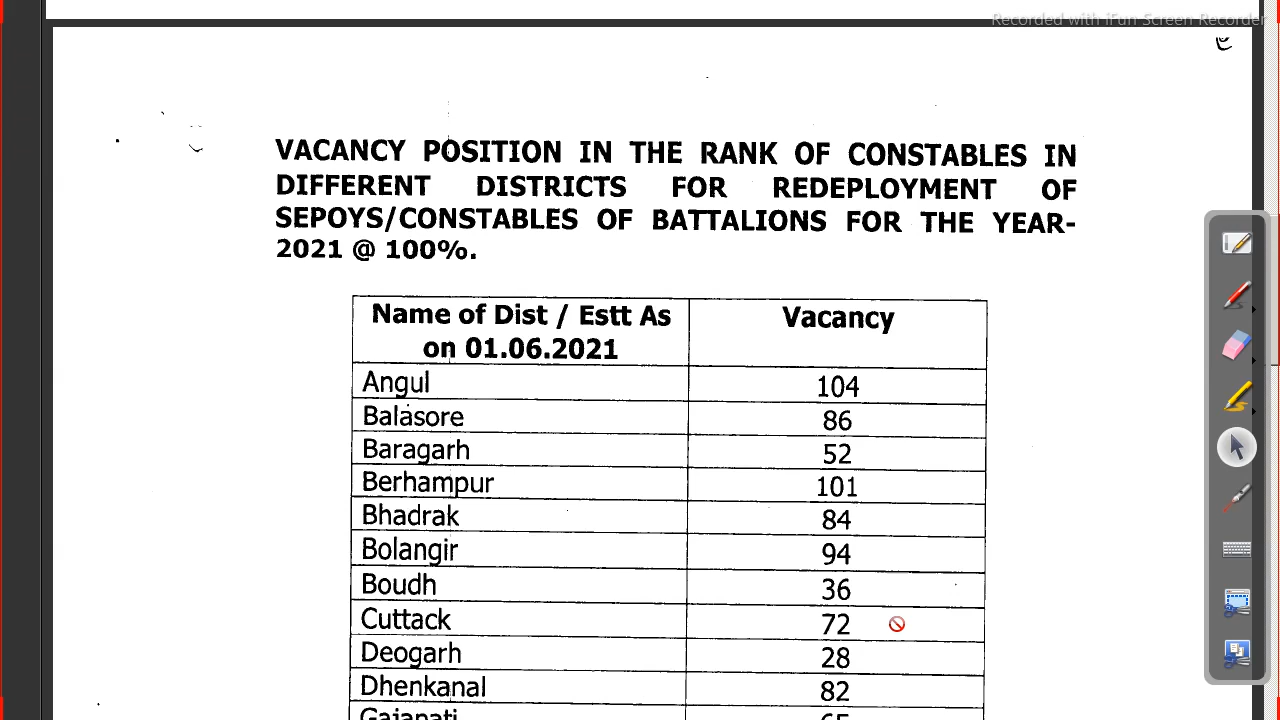 Recorded with iFun Screen Recorder
VACANCY POSITION IN THE RANK OF CONSTABLES IN
DIFFERENT DISTRICTS FOR REDEPLOYMENT OF
SEPOYS/CONSTABLES OF BATTALIONS FOR THE YEAR-
2021 @ 100%.
Name of Dist / Estt As on 01.06.2021 Vacancy
Angul 104
Balasore 86
Baragarh 52
Berhampur 101
Bhadrak 84
Bolangir 94
Boudh 36
Cuttack 72
Deogarh 28
Dhenkanal 82
Gajapati 65